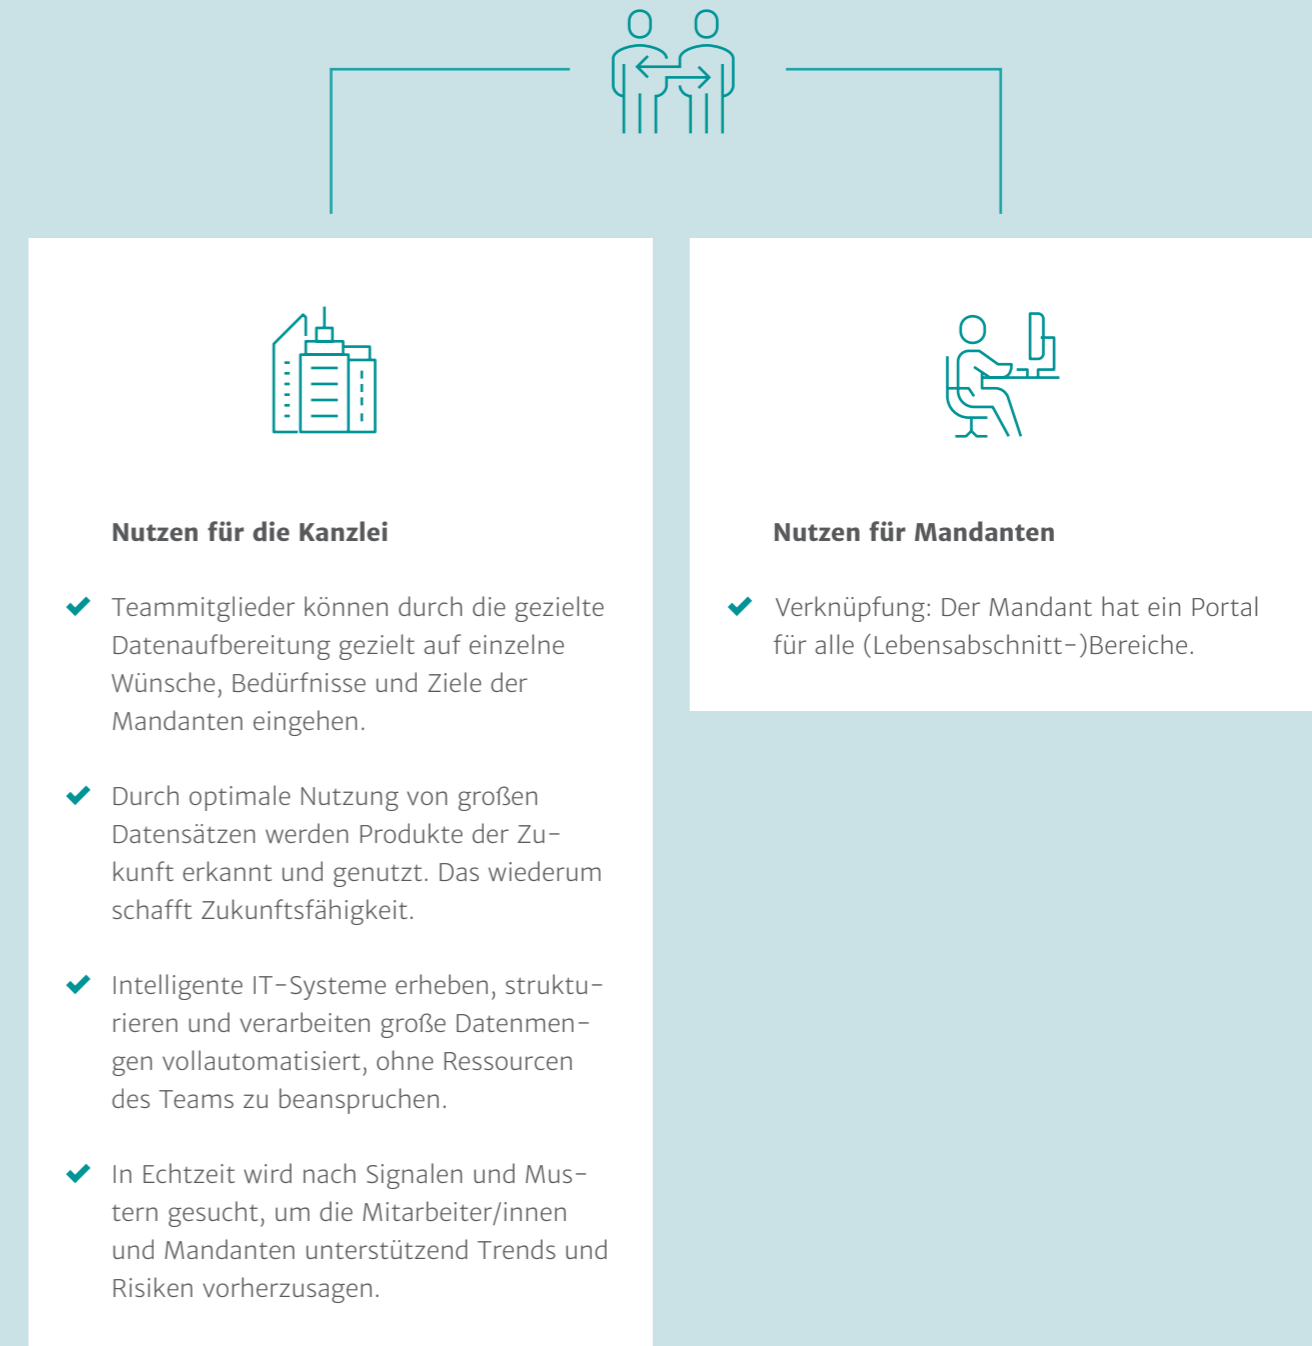 Nutzen für die Kanzlei
Teammitglieder können durch die gezielte
Datenaufbereitung gezielt auf einzelne
Wünsche, Bedürfnisse und Ziele der
Mandanten eingehen.
Durch optimale Nutzung von großen
Datensätzen werden Produkte der Zu-
kunft erkannt und genutzt. Das wiederum
schafft Zukunftsfähigkeit.
Intelligente IT-Systeme erheben, struktu-
rieren und verarbeiten große Datenmen-
gen vollautomatisiert, ohne Ressourcen
des Teams zu beanspruchen.
In Echtzeit wird nach Signalen und Mus-
tern gesucht, um die Mitarbeiter/innen
und Mandanten unterstützend Trends und
Risiken vorherzusagen.
Nutzen für Mandanten
Verknüpfung: Der Mandant hat ein Portal
für alle (Lebensabschnitt-)Bereiche.